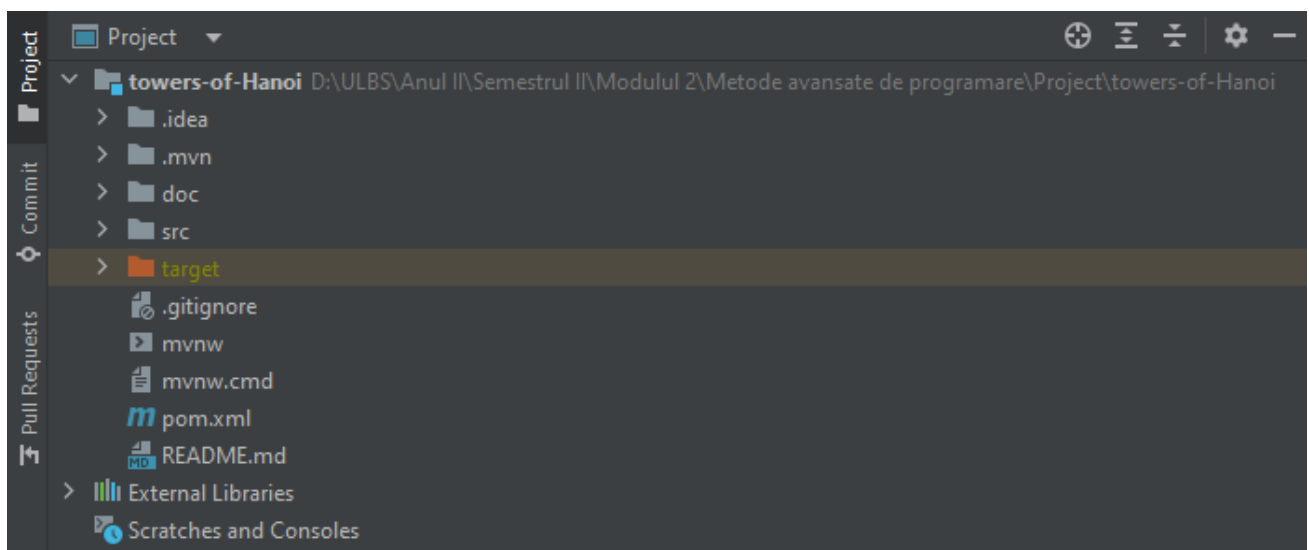 Project
Commit
Pull Requests
Project
towers-of-Hanoi D:\ULBS\Anul II\Semestrul II\Modulul 2\Metode avansate de programare\Project\towers-of-Hanoi
.idea
.mvn
doc
src
target
.gitignore
mvnw
mvnw.cmd
m pom.xml
MD README.md
External Libraries
Scratches and Consoles